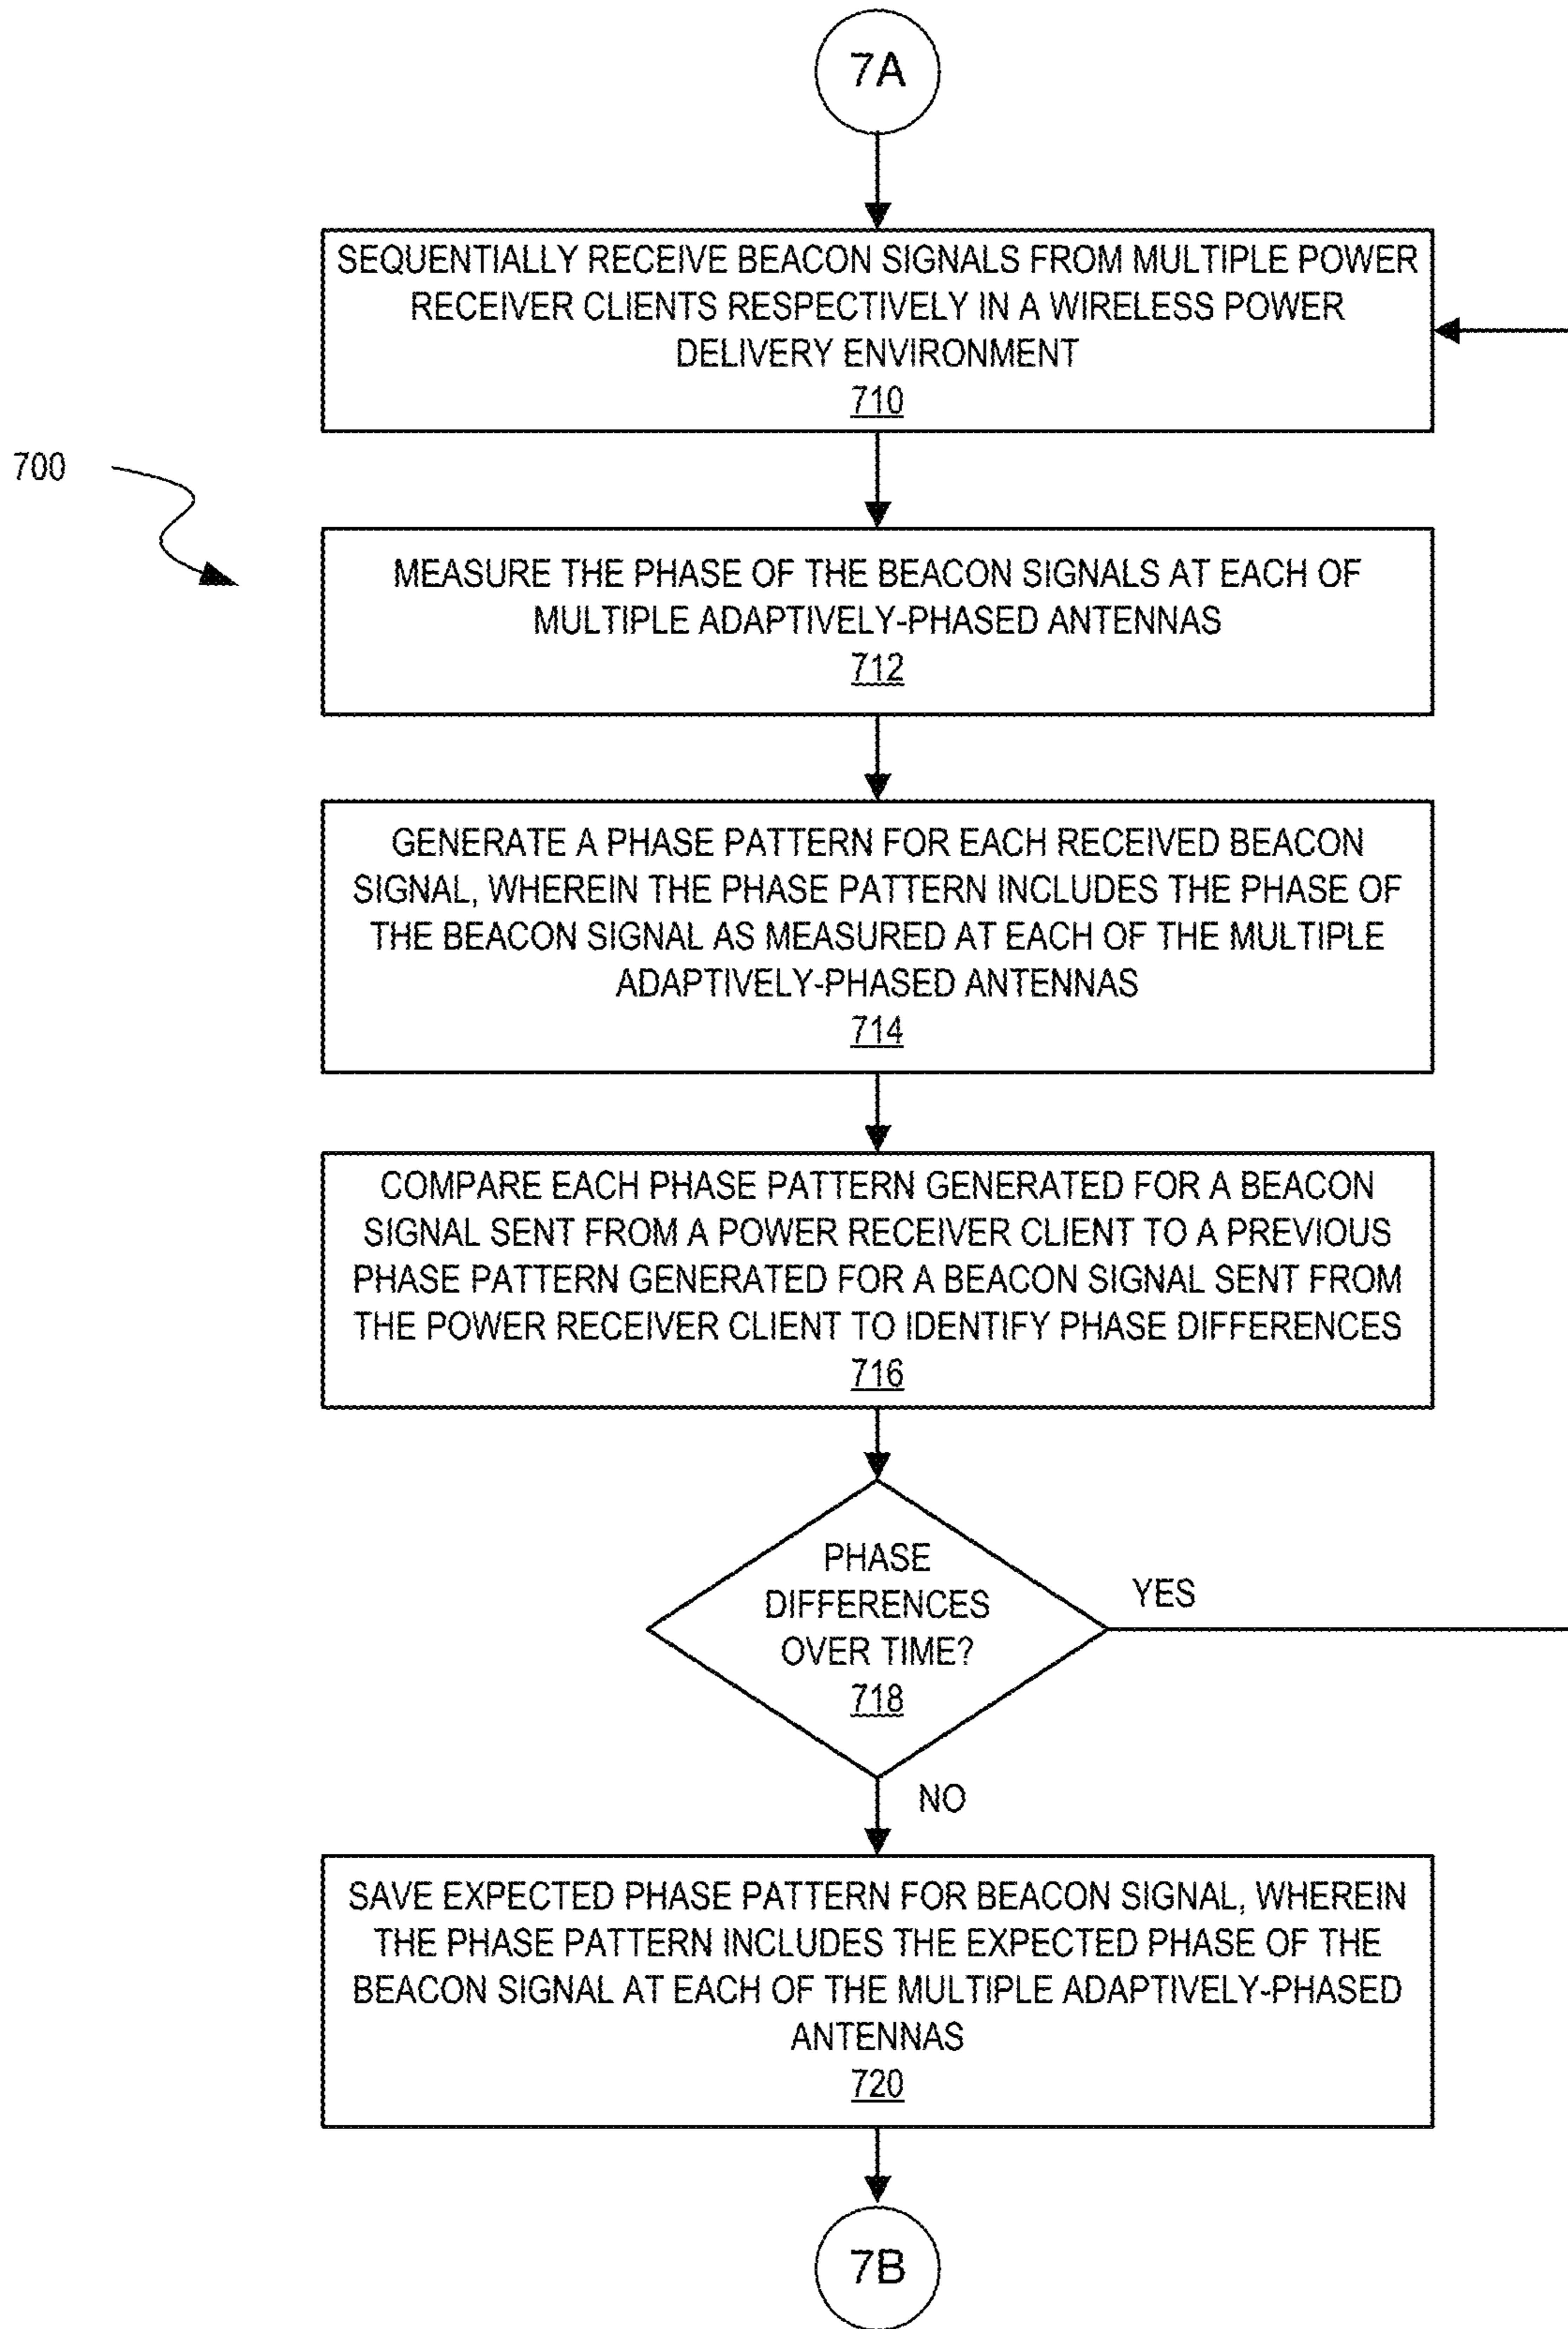 7A
SEQUENTIALLY RECEIVE BEACON SIGNALS FROM MULTIPLE POWER
RECEIVER CLIENTS RESPECTIVELY IN A WIRELESS POWER
DELIVERY ENVIRONMENT
710
700
MEASURE THE PHASE OF THE BEACON SIGNALS AT EACH OF
MULTIPLE ADAPTIVELY-PHASED ANTENNAS
712
GENERATE A PHASE PATTERN FOR EACH RECEIVED BEACON
SIGNAL, WHEREIN THE PHASE PATTERN INCLUDES THE PHASE OF
THE BEACON SIGNAL AS MEASURED AT EACH OF THE MULTIPLE
ADAPTIVELY-PHASED ANTENNAS
714
COMPARE EACH PHASE PATTERN GENERATED FOR A BEACON
SIGNAL SENT FROM A POWER RECEIVER CLIENT TO A PREVIOUS
PHASE PATTERN GENERATED FOR A BEACON SIGNAL SENT FROM
THE POWER RECEIVER CLIENT TO IDENTIFY PHASE DIFFERENCES
716
PHASE
DIFFERENCES
OVER TIME?
718
YES
NO
SAVE EXPECTED PHASE PATTERN FOR BEACON SIGNAL, WHEREIN
THE PHASE PATTERN INCLUDES THE EXPECTED PHASE OF THE
BEACON SIGNAL AT EACH OF THE MULTIPLE ADAPTIVELY-PHASED
ANTENNAS
720
7B